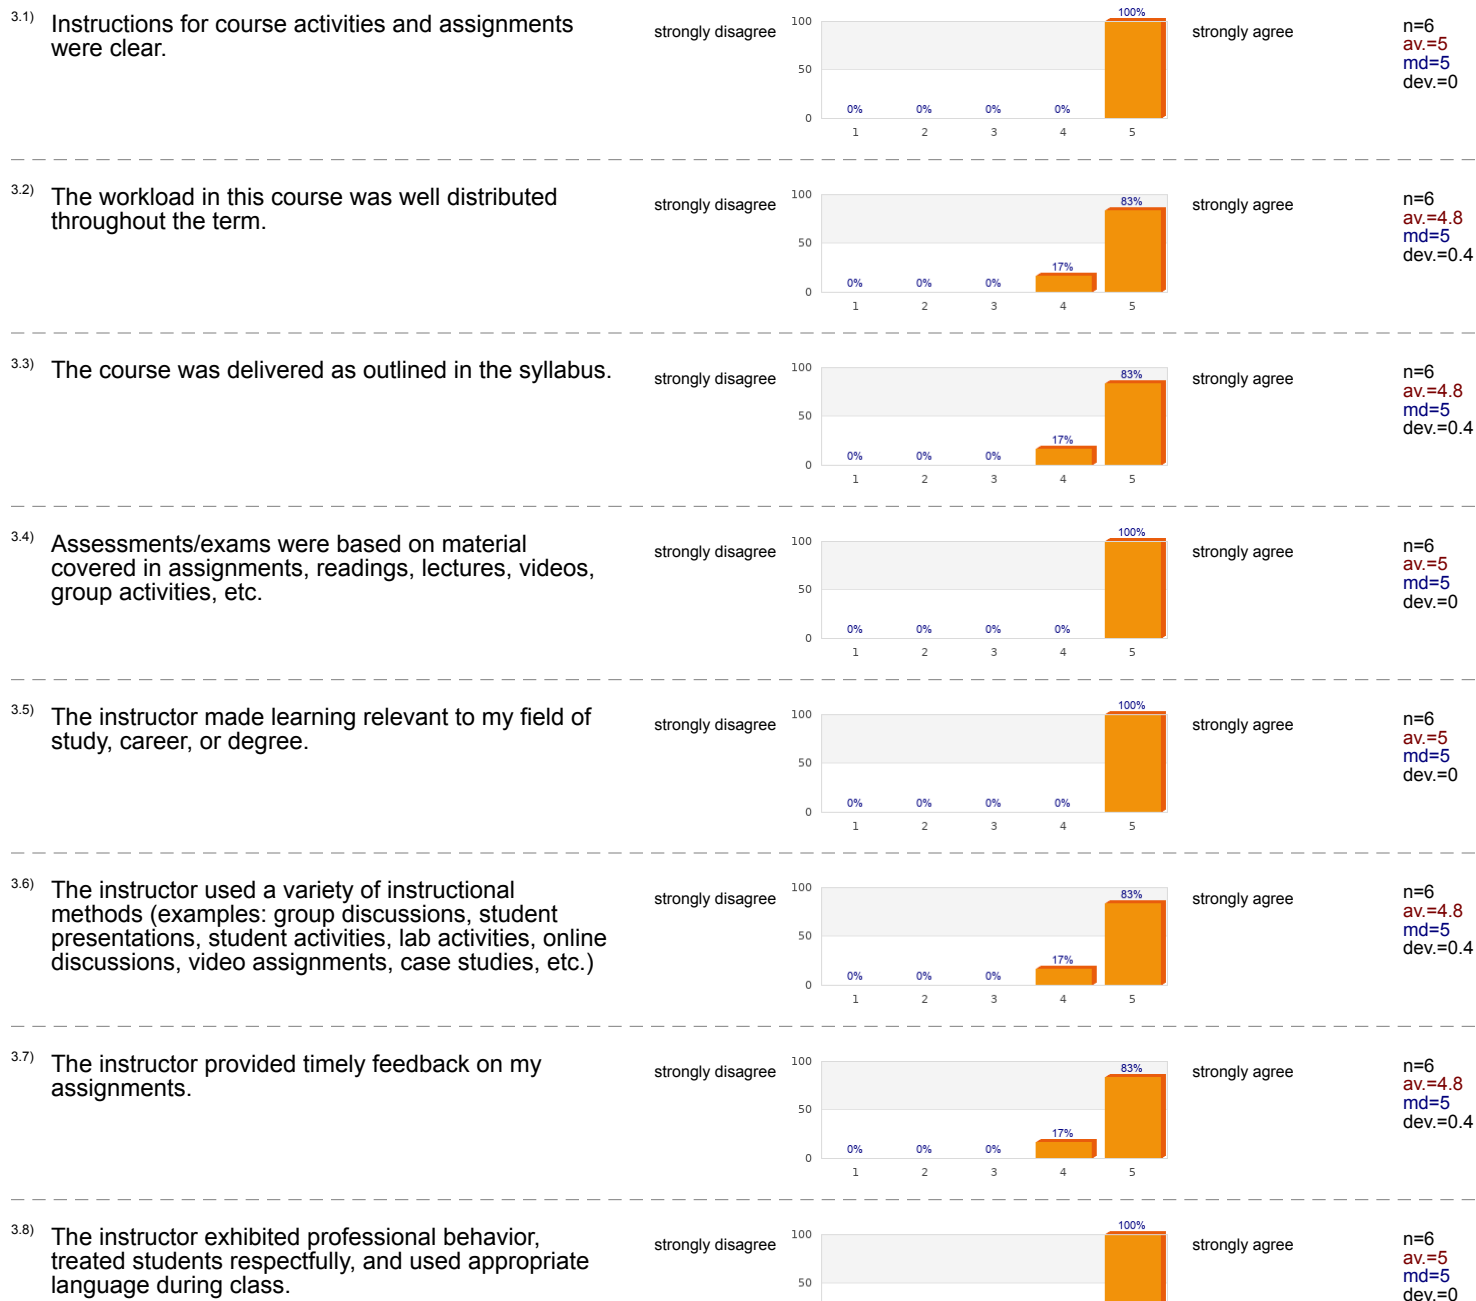 3.1) Instructions for course activities and assignments
were clear.
strongly disagree
100
50
0
0% 0% 0% 0% 100%
1 2 3 4 5
strongly agree
n=6
av.=5
md=5
dev.=0
3.2) The workload in this course was well distributed
throughout the term.
strongly disagree
100
50
0
0% 0% 0% 17% 83%
1 2 3 4 5
strongly agree
n=6
av.=4.8
md=5
dev.=0.4
3.3) The course was delivered as outlined in the syllabus.
strongly disagree
100
50
0
0% 0% 0% 17% 83%
1 2 3 4 5
strongly agree
n=6
av.=4.8
md=5
dev.=0.4
3.4) Assessments/exams were based on material
covered in assignments, readings, lectures, videos,
group activities, etc.
strongly disagree
100
50
0
0% 0% 0% 0% 100%
1 2 3 4 5
strongly agree
n=6
av.=5
md=5
dev.=0
3.5) The instructor made learning relevant to my field of
study, career, or degree.
strongly disagree
100
50
0
0% 0% 0% 0% 100%
1 2 3 4 5
strongly agree
n=6
av.=5
md=5
dev.=0
3.6) The instructor used a variety of instructional
methods (examples: group discussions, student
presentations, student activities, lab activities, online
discussions, video assignments, case studies, etc.)
strongly disagree
100
50
0
0% 0% 0% 17% 83%
1 2 3 4 5
strongly agree
n=6
av.=4.8
md=5
dev.=0.4
3.7) The instructor provided timely feedback on my
assignments.
strongly disagree
100
50
0
0% 0% 0% 17% 83%
1 2 3 4 5
strongly agree
n=6
av.=4.8
md=5
dev.=0.4
3.8) The instructor exhibited professional behavior,
treated students respectfully, and used appropriate
language during class.
strongly disagree
100
50
100%
strongly agree
n=6
av.=5
md=5
dev.=0